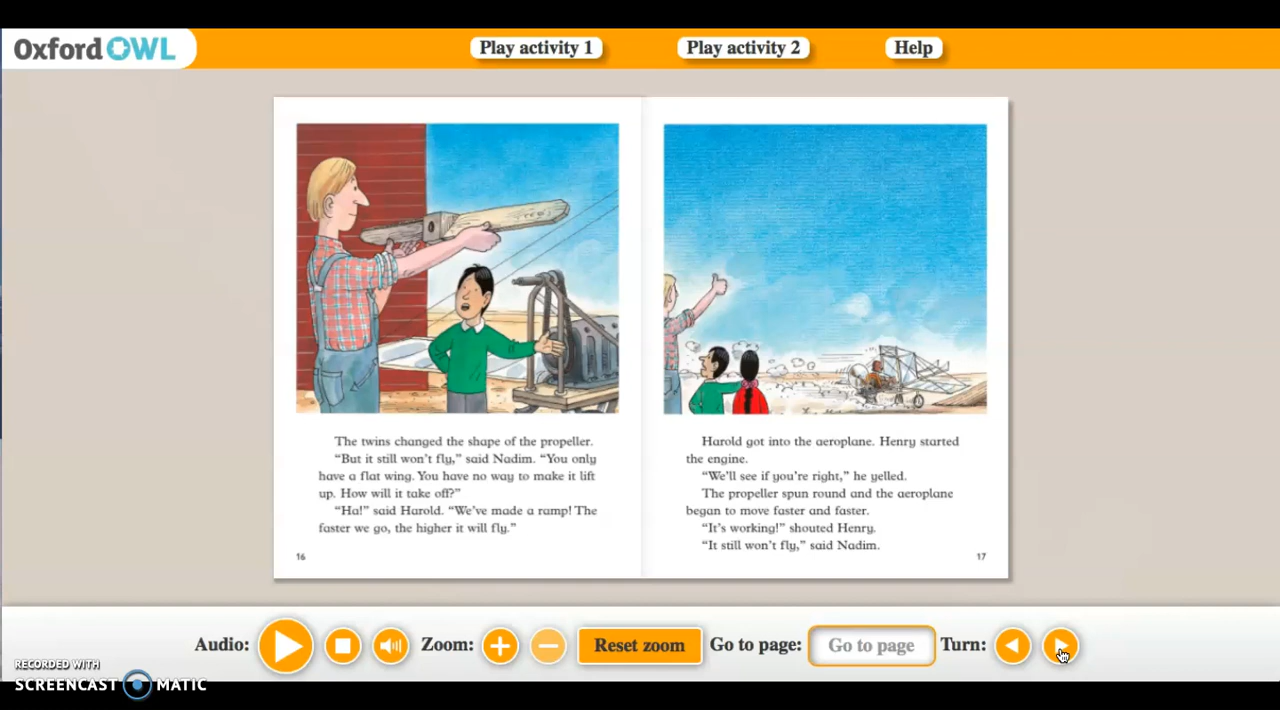 Oxford OWL
Play activity 1
Play activity 2
Help
The twins changed the shape of the propeller.
“But it still won’t fly,” said Nadim. “You only
have a flat wing. You have no way to make it lift
up. How will it take off?”
“Ha!” said Harold. “We’ve made a ramp! The
faster we go, the higher it will fly.”
16
Harold got into the aeroplane. Henry started
the engine.
“We’ll see if you’re right,” he yelled.
The propeller spun round and the aeroplane
began to move faster and faster.
“It’s working!” shouted Henry.
“It still won’t fly,” said Nadim.
17
Audio:
Zoom:
Reset zoom
Go to page:
Go to page
Turn:
RECORDED WITH
SCREENCAST MATIC